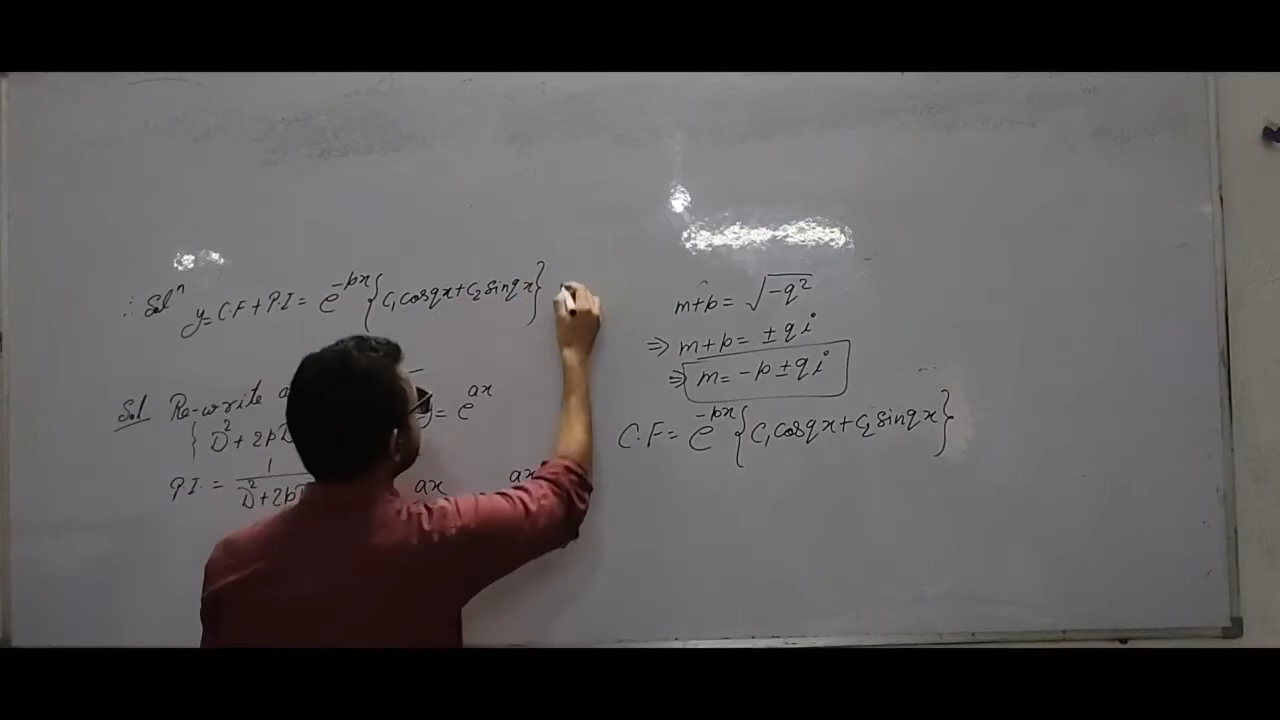 ∴ Solⁿ y = C.F + P.I = e^{-px}{C₁cosqx+C₂sinqx}
Sol Re-write
y = e^{ax}
{D²+2pD
P.I. = 1/D²+2pD
ax ax
m+p = √-q²
⇒ m+p = ±qi
⇒ m = -p±qi
C.F = e^{-px}{C₁cosqx+C₂sinqx}